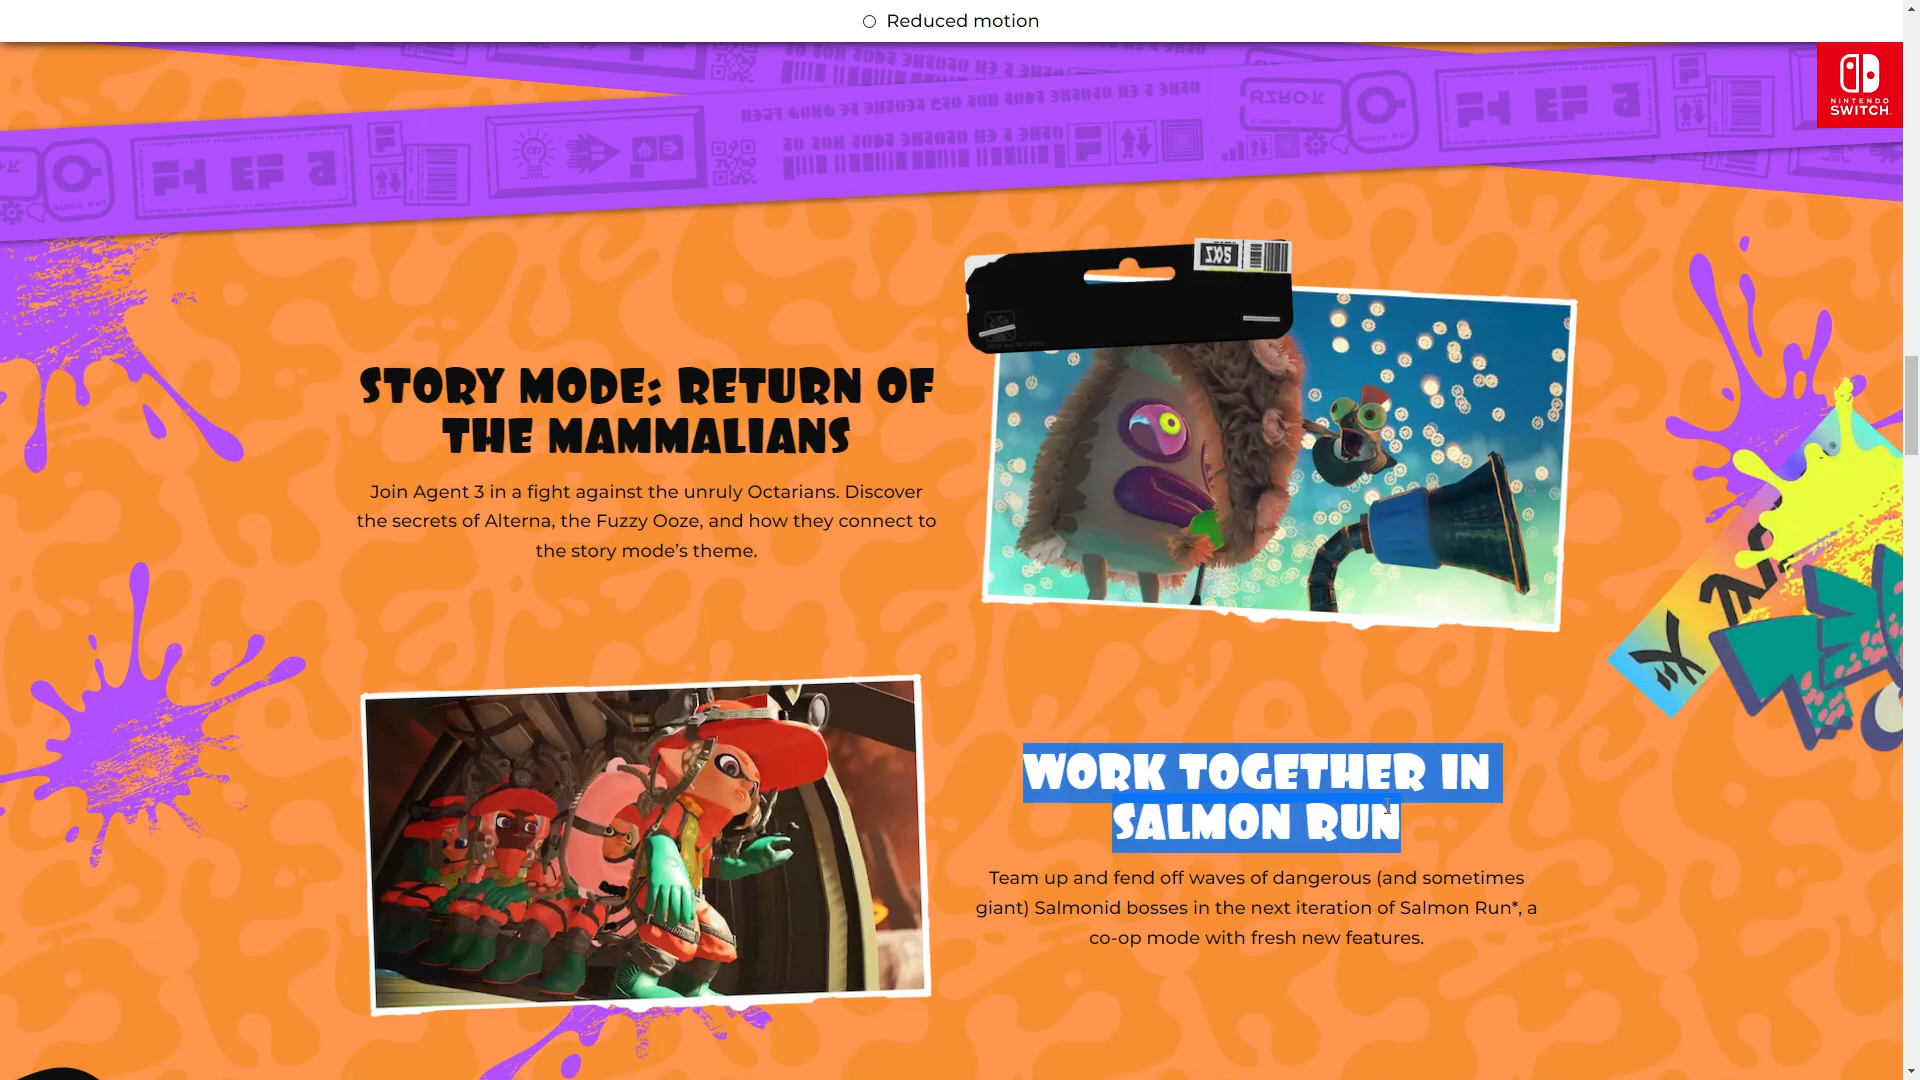 Reduced motion
NINTENDO
SWITCH
STORY MODE: RETURN OF
THE MAMMALIANS
Join Agent 3 in a fight against the unruly Octarians. Discover
the secrets of Alterna, the Fuzzy Ooze, and how they connect to
the story mode’s theme.
WORK TOGETHER IN
SALMON RUN
Team up and fend off waves of dangerous (and sometimes
giant) Salmonid bosses in the next iteration of Salmon Run*, a
co-op mode with fresh new features.